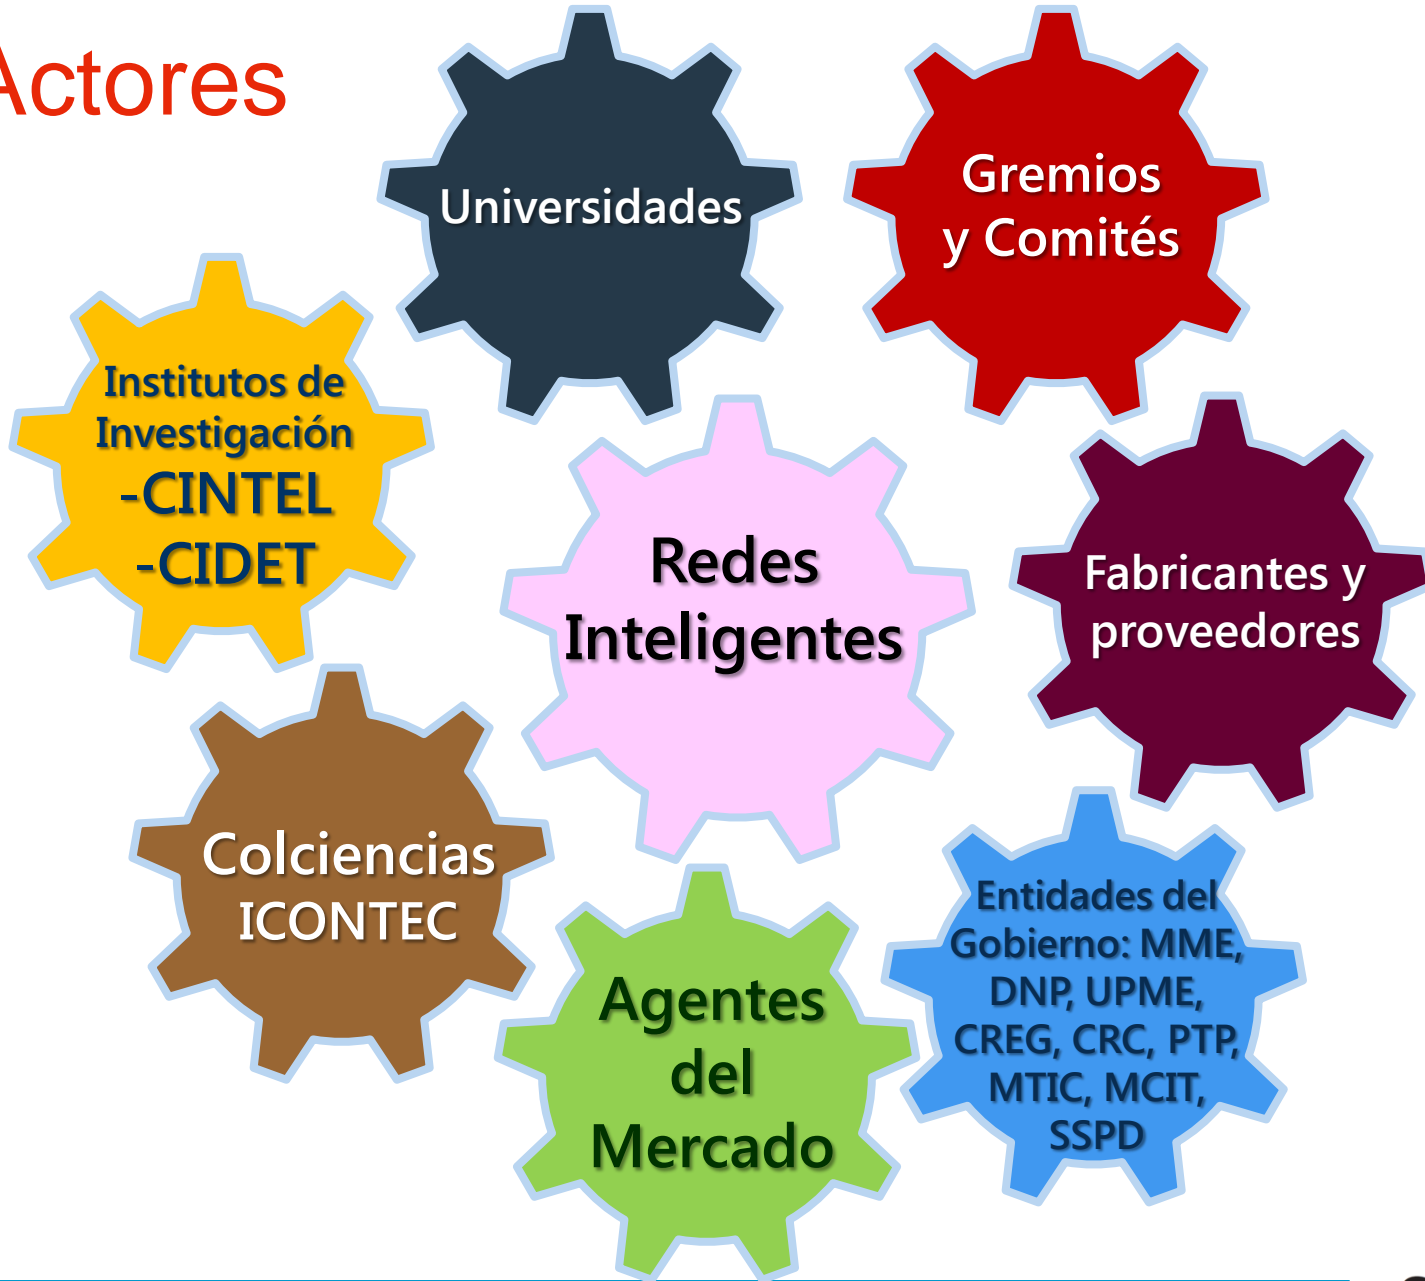 Actores
Universidades
Gremios
y Comités
Institutos de
Investigación
-CINTEL
-CIDET
Redes
Inteligentes
Fabricantes y
proveedores
Colciencias
ICONTEC
Agentes
del
Mercado
Entidades del
Gobierno: MME,
DNP, UPME,
CREG, CRC, PTP,
MTIC, MCIT,
SSPD